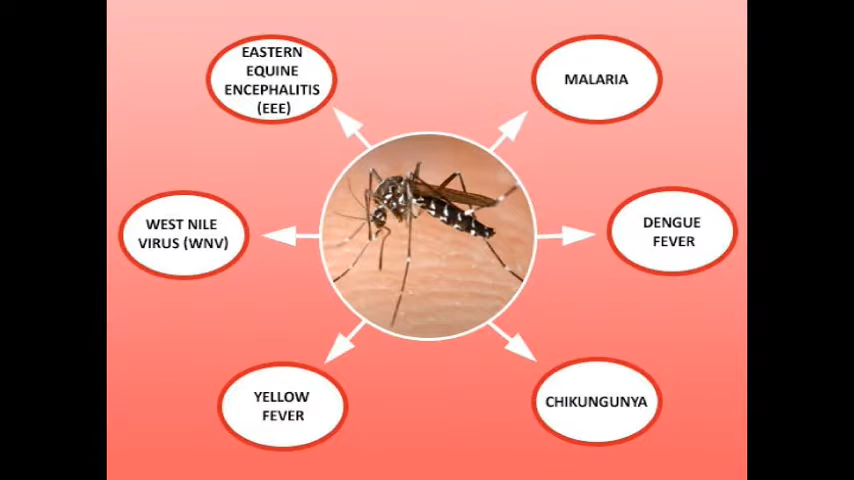 EASTERN
EQUINE
ENCEPHALITIS
(EEE)
MALARIA
WEST NILE
VIRUS (WNV)
DENGUE
FEVER
YELLOW
FEVER
CHIKUNGUNYA